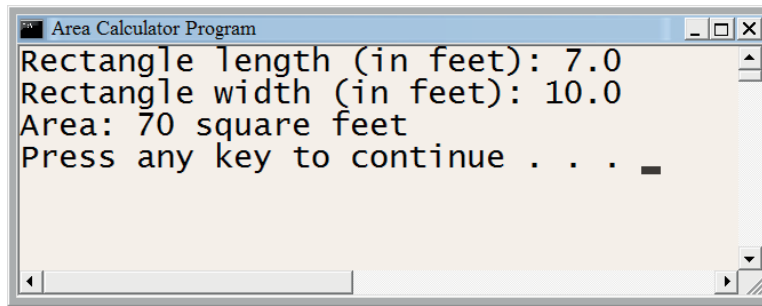 Area Calculator Program
Rectangle length (in feet): 7.0
Rectangle width (in feet): 10.0
Area: 70 square feet
Press any key to continue . . . _